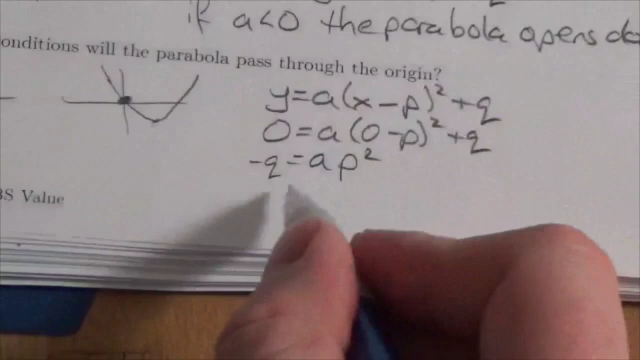 if a<0 the parabola opens do
onditions will the parabola pass through the origin?
y=a(x-p)²+q
0=a(0-p)²+q
-q=ap²
BS Value